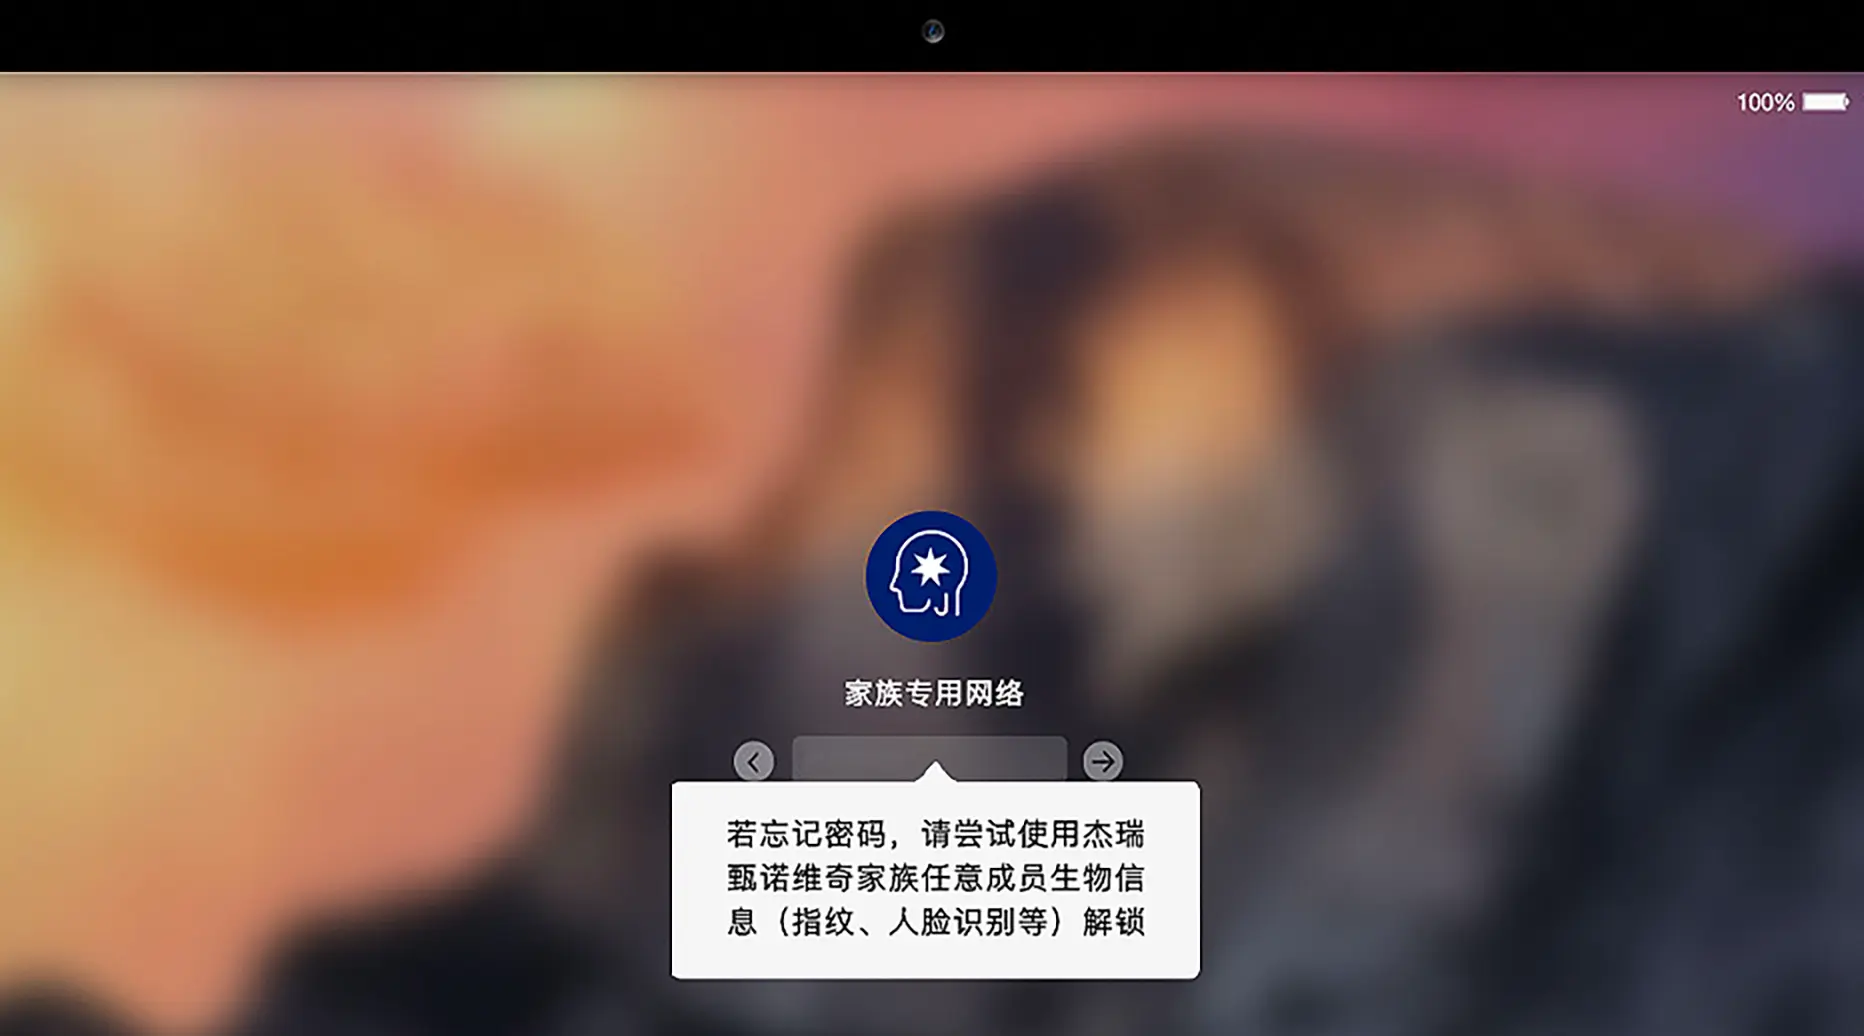 100%
家族专用网络
若忘记密码，请尝试使用杰瑞
甄诺维奇家族任意成员生物信
息（指纹、人脸识别等）解锁